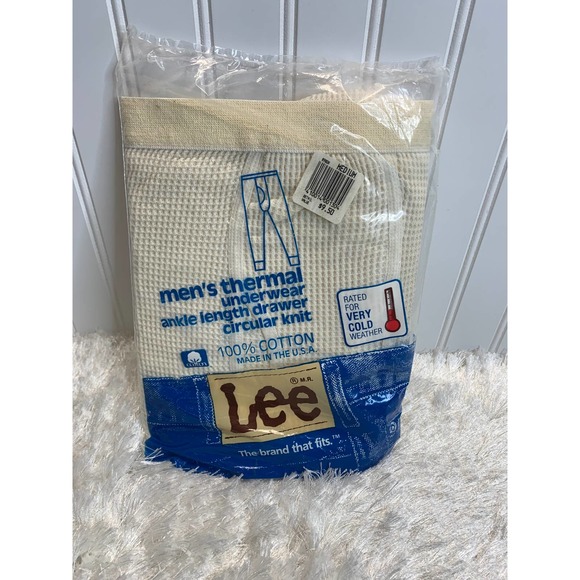 MEDIUM
$9.50
men's thermal
underwear
ankle length drawer
circular knit
100% COTTON
MADE IN THE U.S.A.
RATED
FOR
VERY
COLD
WEATHER
Lee ® M.R.
The brand that fits.™